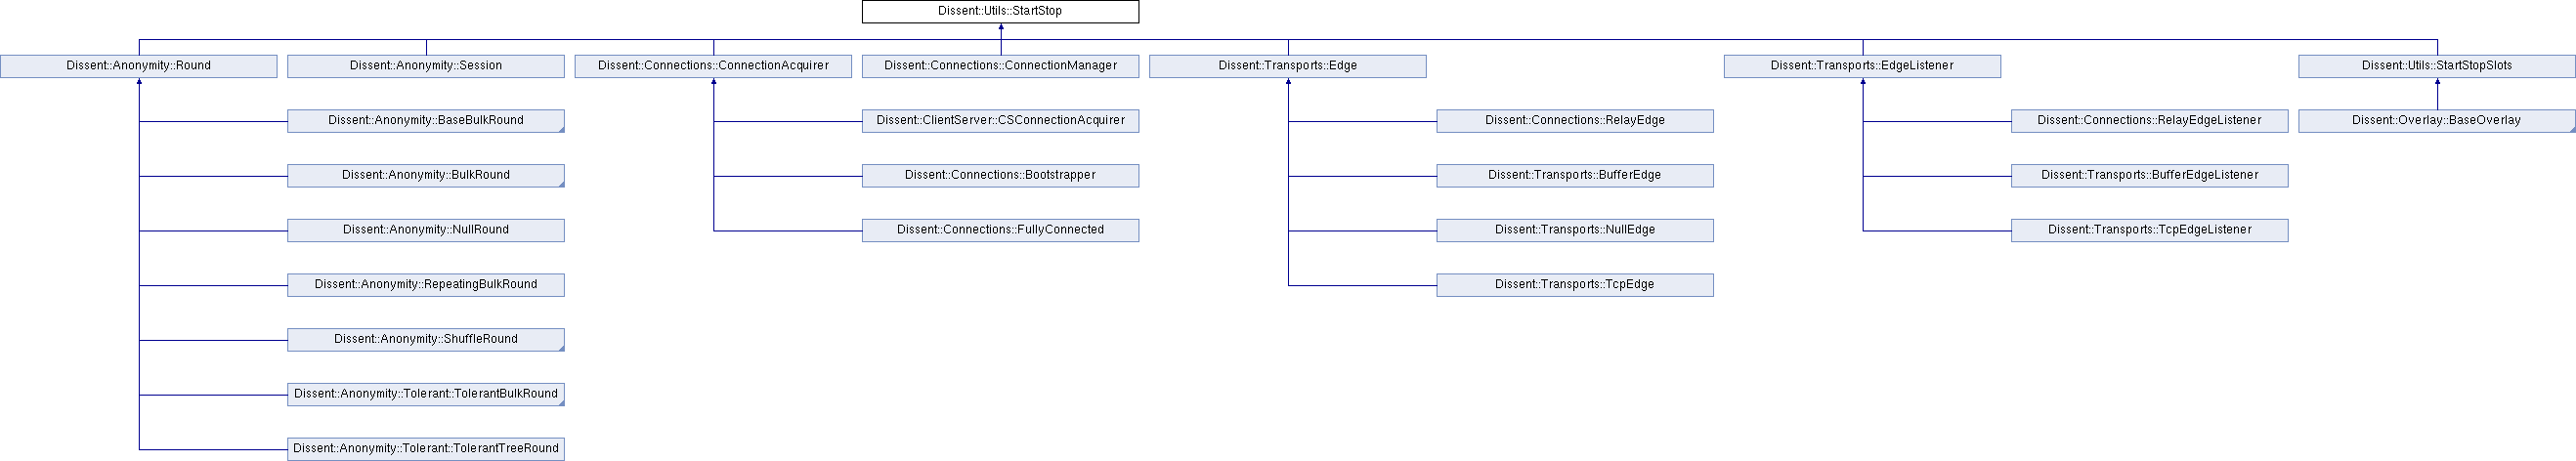 Dissent::Utils::StartStop
Dissent::Anonymity::Round
Dissent::Anonymity::Session
Dissent::Connections::ConnectionAcquirer
Dissent::Connections::ConnectionManager
Dissent::Transports::Edge
Dissent::Transports::EdgeListener
Dissent::Utils::StartStopSlots
Dissent::Anonymity::BaseBulkRound
Dissent::ClientServer::CSConnectionAcquirer
Dissent::Connections::RelayEdge
Dissent::Connections::RelayEdgeListener
Dissent::Overlay::BaseOverlay
Dissent::Anonymity::BulkRound
Dissent::Connections::Bootstrapper
Dissent::Transports::BufferEdge
Dissent::Transports::BufferEdgeListener
Dissent::Anonymity::NullRound
Dissent::Connections::FullyConnected
Dissent::Transports::NullEdge
Dissent::Transports::TcpEdgeListener
Dissent::Anonymity::RepeatingBulkRound
Dissent::Transports::TcpEdge
Dissent::Anonymity::ShuffleRound
Dissent::Anonymity::Tolerant::TolerantBulkRound
Dissent::Anonymity::Tolerant::TolerantTreeRound